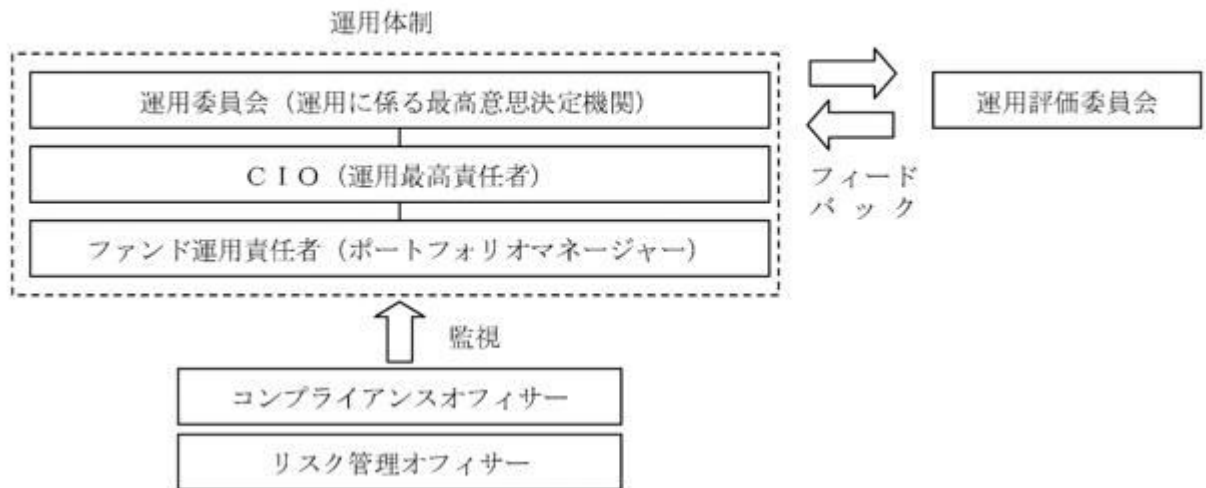 運用体制
運用委員会（運用に係る最高意思決定機関）
ＣＩＯ（運用最高責任者）
ファンド運用責任者（ポートフォリオマネージャー）
運用評価委員会
フィード
バック
監視
コンプライアンスオフィサー
リスク管理オフィサー